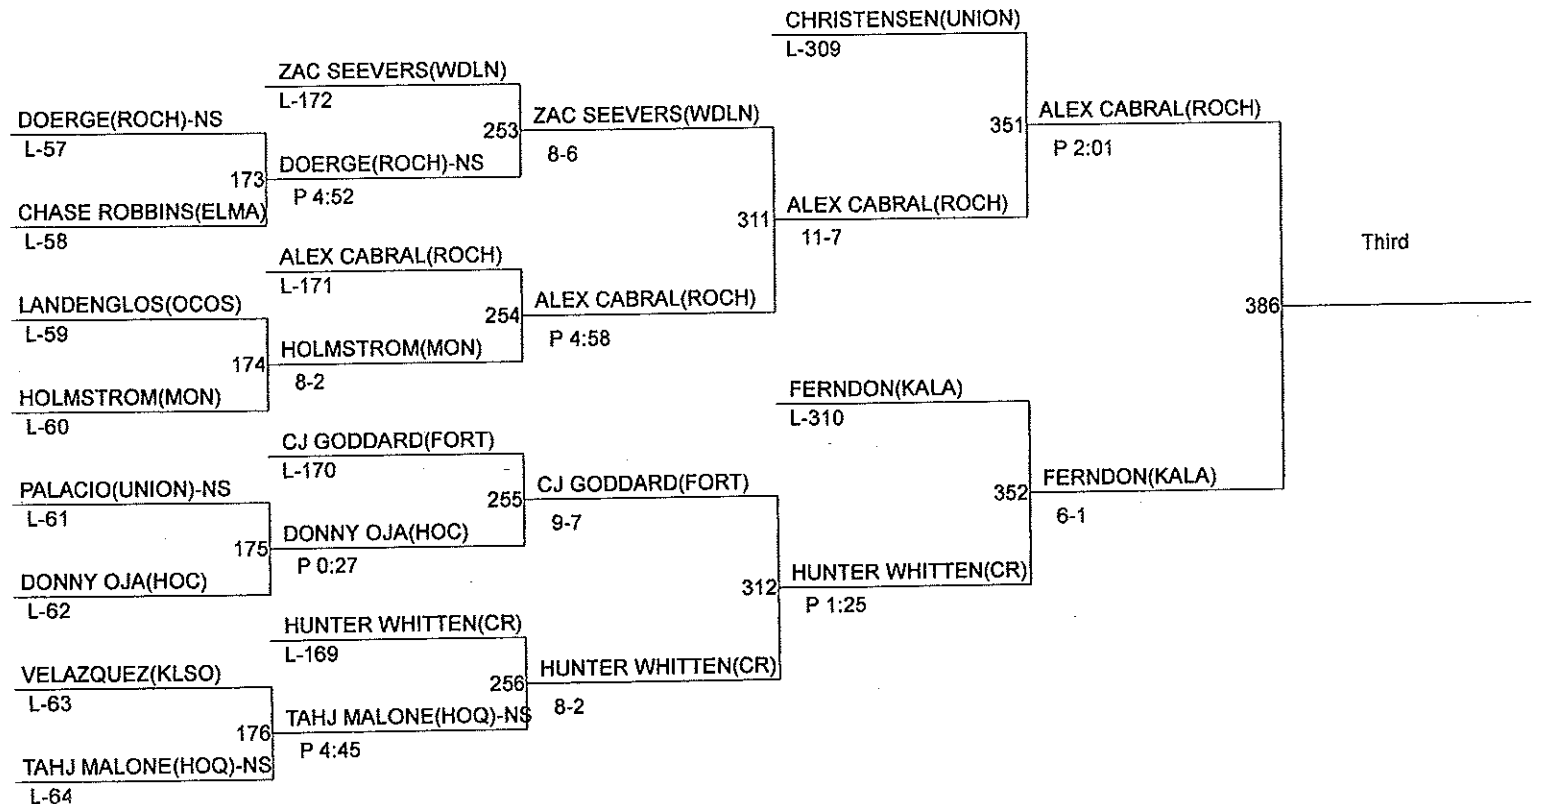 CHRISTENSEN(UNION)
L-309
ZAC SEEVERS(WDLN)
L-172
DOERGE(ROCH)-NS
L-57
253
ZAC SEEVERS(WDLN)
8-6
351
ALEX CABRAL(ROCH)
P 2:01
173
DOERGE(ROCH)-NS
P 4:52
CHASE ROBBINS(ELMA)
L-58
311
ALEX CABRAL(ROCH)
11-7
Third
ALEX CABRAL(ROCH)
L-171
LANDENGLOS(OCOS)
L-59
254
ALEX CABRAL(ROCH)
P 4:58
386
174
HOLMSTROM(MON)
8-2
HOLMSTROM(MON)
L-60
FERNDON(KALA)
L-310
CJ GODDARD(FORT)
L-170
PALACIO(UNION)-NS
L-61
255
CJ GODDARD(FORT)
9-7
352
FERNDON(KALA)
6-1
175
DONNY OJA(HOC)
P 0:27
DONNY OJA(HOC)
L-62
312
HUNTER WHITTEN(CR)
P 1:25
HUNTER WHITTEN(CR)
L-169
VELAZQUEZ(KLSO)
L-63
256
HUNTER WHITTEN(CR)
8-2
176
TAHJ MALONE(HOQ)-NS
P 4:45
TAHJ MALONE(HOQ)-NS
L-64